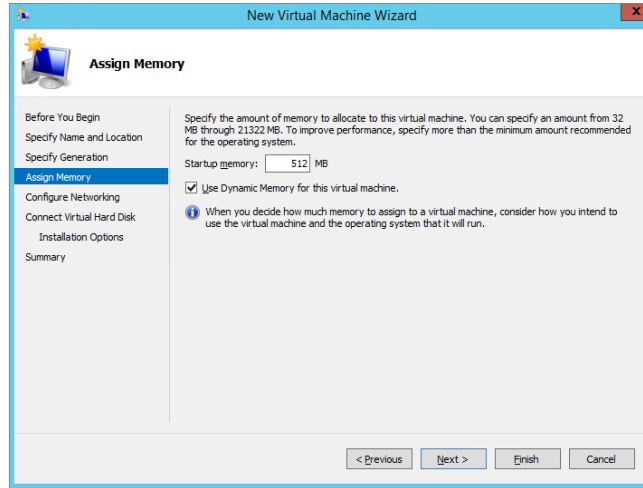 New Virtual Machine Wizard
x
Assign Memory
Before You Begin
Specify Name and Location
Specify Generation
Assign Memory
Configure Networking
Connect Virtual Hard Disk
Installation Options
Summary
Specify the amount of memory to allocate to this virtual machine. You can specify an amount from 32
MB through 21322 MB. To improve performance, specify more than the minimum amount recommended
for the operating system.
Startup memory: 512 MB
Use Dynamic Memory for this virtual machine.
When you decide how much memory to assign to a virtual machine, consider how you intend to
use the virtual machine and the operating system that it will run.
< Previous Next > Finish Cancel